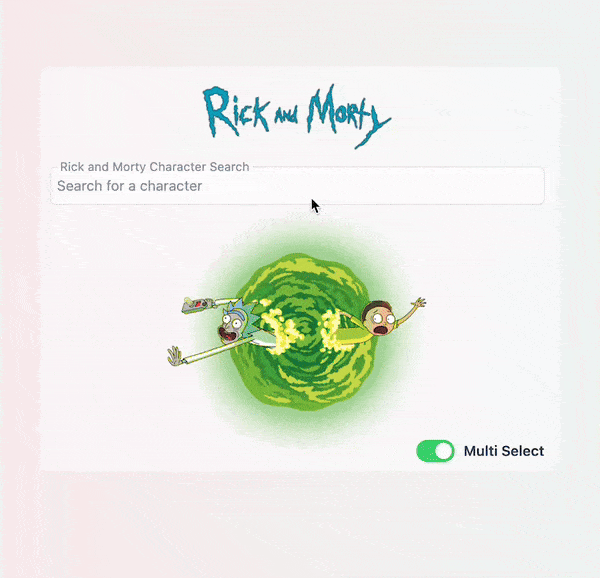 Rick and Morty
Rick and Morty Character Search
Search for a character
Multi Select